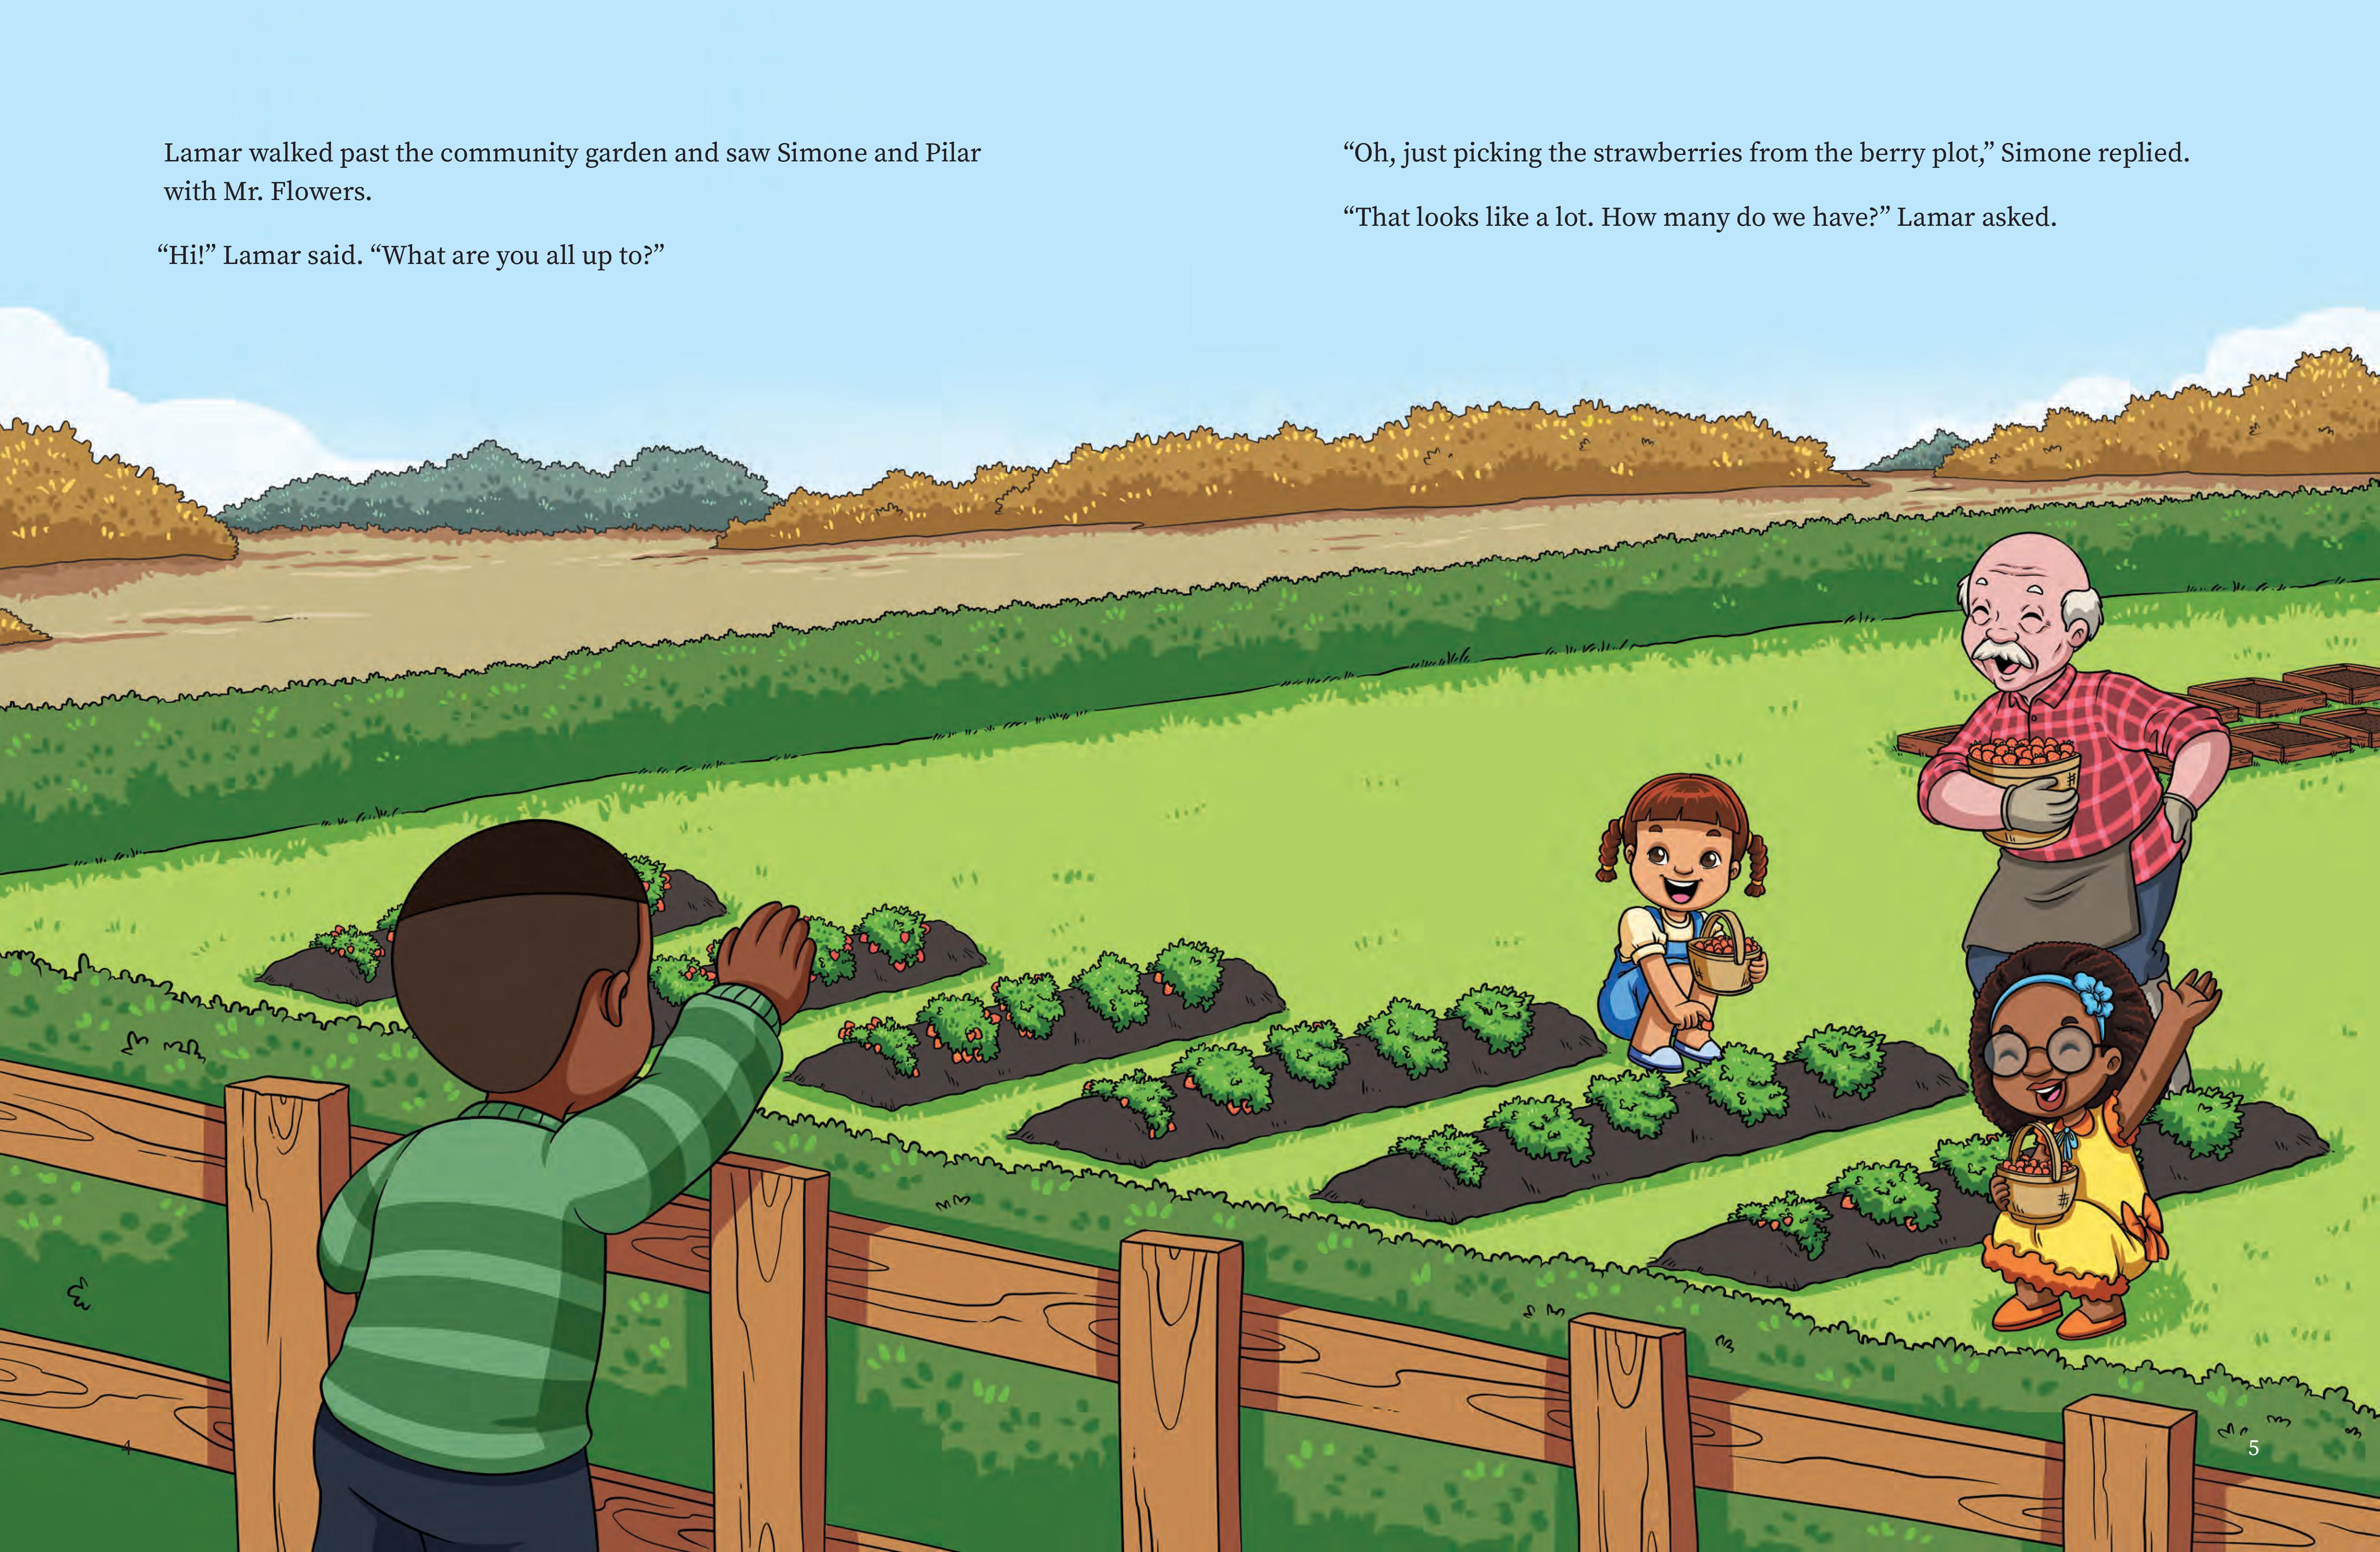 Lamar walked past the community garden and saw Simone and Pilar
with Mr. Flowers.
“Hi!” Lamar said. “What are you all up to?”
4
“Oh, just picking the strawberries from the berry plot,” Simone replied.
“That looks like a lot. How many do we have?” Lamar asked.
5